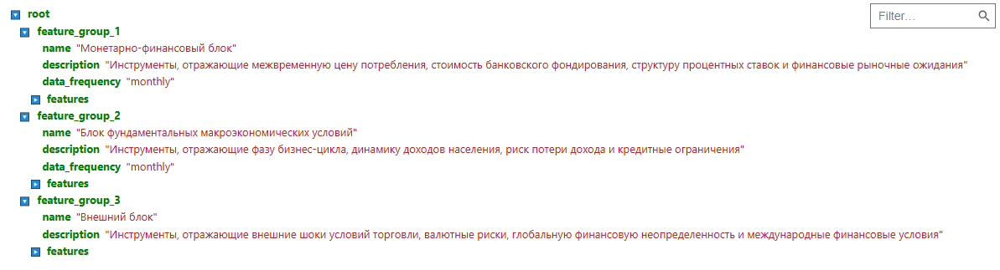 root
Filter...
feature_group_1
name "Монетарно-финансовый блок"
description "Инструменты, отражающие межвременную цену потребления, стоимость банковского фондирования, структуру процентных ставок и финансовые рыночные ожидания"
data_frequency "monthly"
features
feature_group_2
name "Блок фундаментальных макроэкономических условий"
description "Инструменты, отражающие фазу бизнес-цикла, динамику доходов населения, риск потери дохода и кредитные ограничения"
data_frequency "monthly"
features
feature_group_3
name "Внешний блок"
description "Инструменты, отражающие внешние шоки условий торговли, валютные риски, глобальную финансовую неопределенность и международные финансовые условия"
features